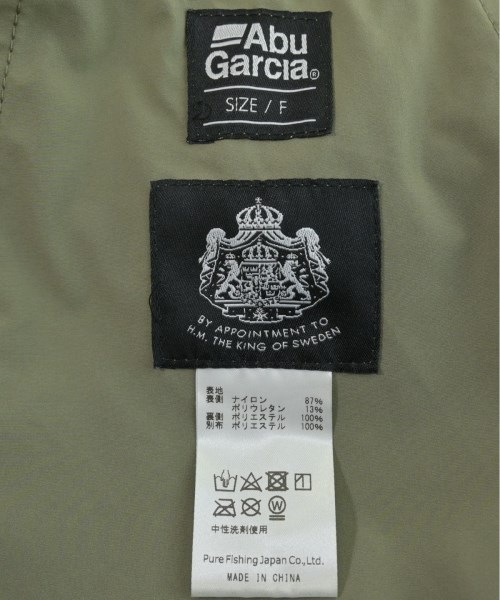 Abu
Garcia®
SIZE / F
BY APPOINTMENT TO
H.M. THE KING OF SWEDEN
表地
表側 ナイロン 87%
ポリウレタン 13%
裏側 ポリエステル 100%
別布 ポリエステル 100%
F
W
中性洗剤使用
Pure Fishing Japan Co., Ltd.
MADE IN CHINA